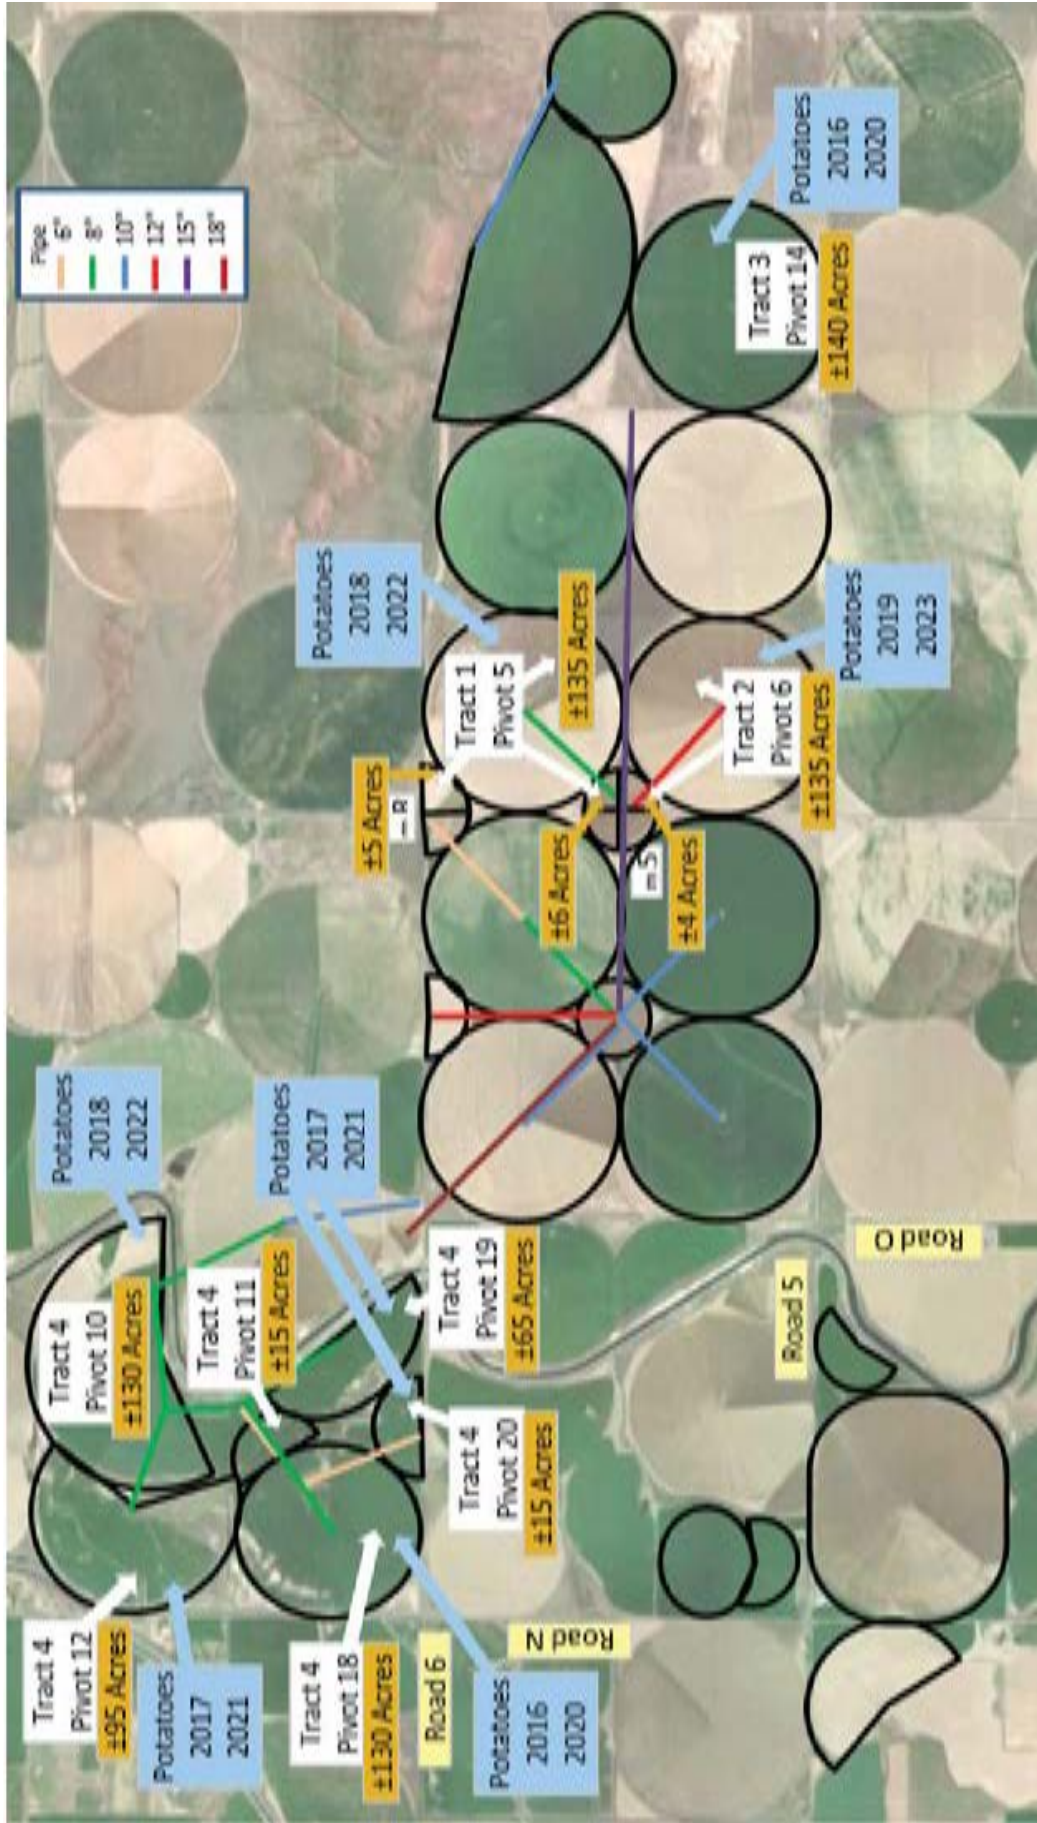 Tract 4
Pivot 12
±95 Acres
Potatoes
2017
2021
Tract 4
Pivot 10
±130 Acres
Potatoes
2018
2022
Pipe
6"
8"
10"
12"
15"
18"
Tract 4
Pivot 11
±15 Acres
Potatoes
2017
2021
Tract 4
Pivot 18
±130 Acres
Road 6
Potatoes
2016
2020
Road N
Tract 4
Pivot 20
±15 Acres
Tract 4
Pivot 19
±65 Acres
±5 Acres
Potatoes
2018
2022
Tract 1
Pivot 5
±135 Acres
±6 Acres
±4 Acres
Tract 2
Pivot 6
±135 Acres
Potatoes
2019
2023
Tract 3
Pivot 14
±140 Acres
Potatoes
2016
2020
Road 5
Road O